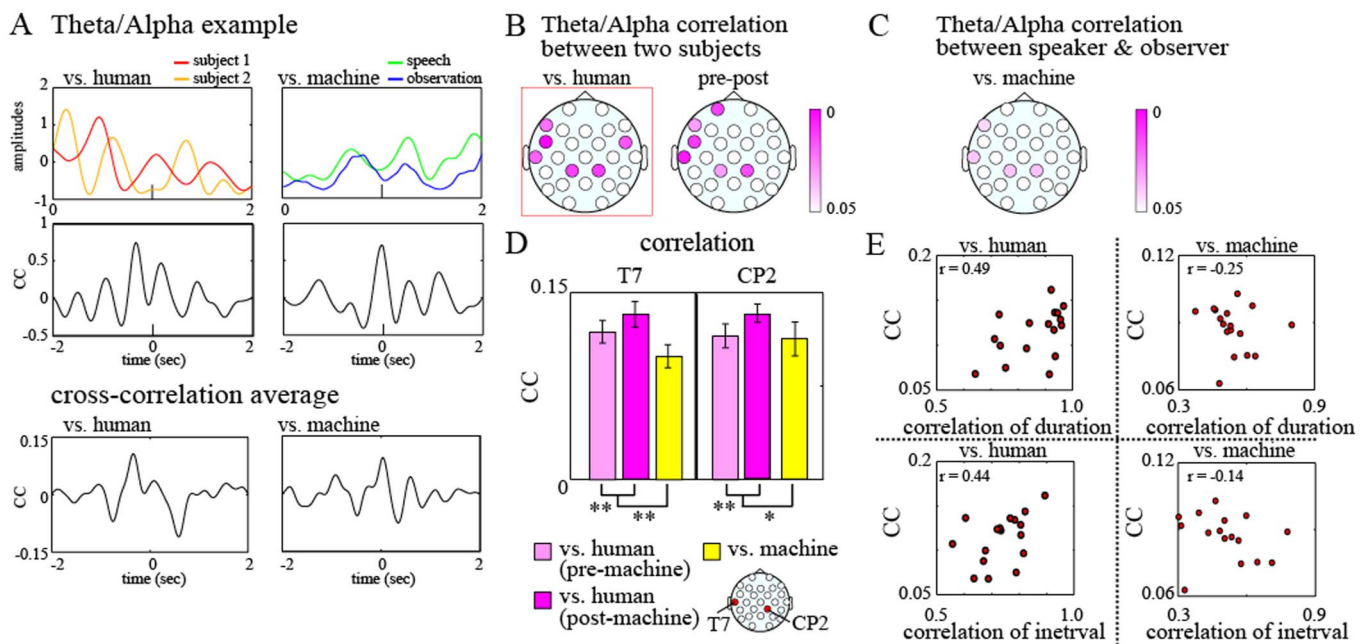 A Theta/Alpha example
vs. human
subject 1
subject 2
vs. machine
speech
observation
amplitudes
2
1
0
-1
0
2
2
CC
1
0.5
0
-0.5
-2
0
2
-2
0
2
time (sec)
time (sec)
cross-correlation average
vs. human
vs. machine
CC
0.15
0
-0.15
-2
0
2
-2
0
2
time (sec)
time (sec)
B Theta/Alpha correlation
between two subjects
vs. human
pre-post
0
0.05
C Theta/Alpha correlation
between speaker & observer
vs. machine
0
0.05
D correlation
T7
CP2
0.15
CC
0
**
**
**
*
vs. human
(pre-machine)
vs. machine
vs. human
(post-machine)
T7
CP2
E
vs. human
0.2
r = 0.49
CC
0.05
0.5
1.0
correlation of duration
vs. machine
0.12
r = -0.25
CC
0.06
0.3
0.9
correlation of duration
vs. human
0.2
r = 0.44
CC
0.05
0.5
1.0
correlation of inetrval
vs. machine
0.12
r = -0.14
CC
0.06
0.3
0.9
correlation of inetrval